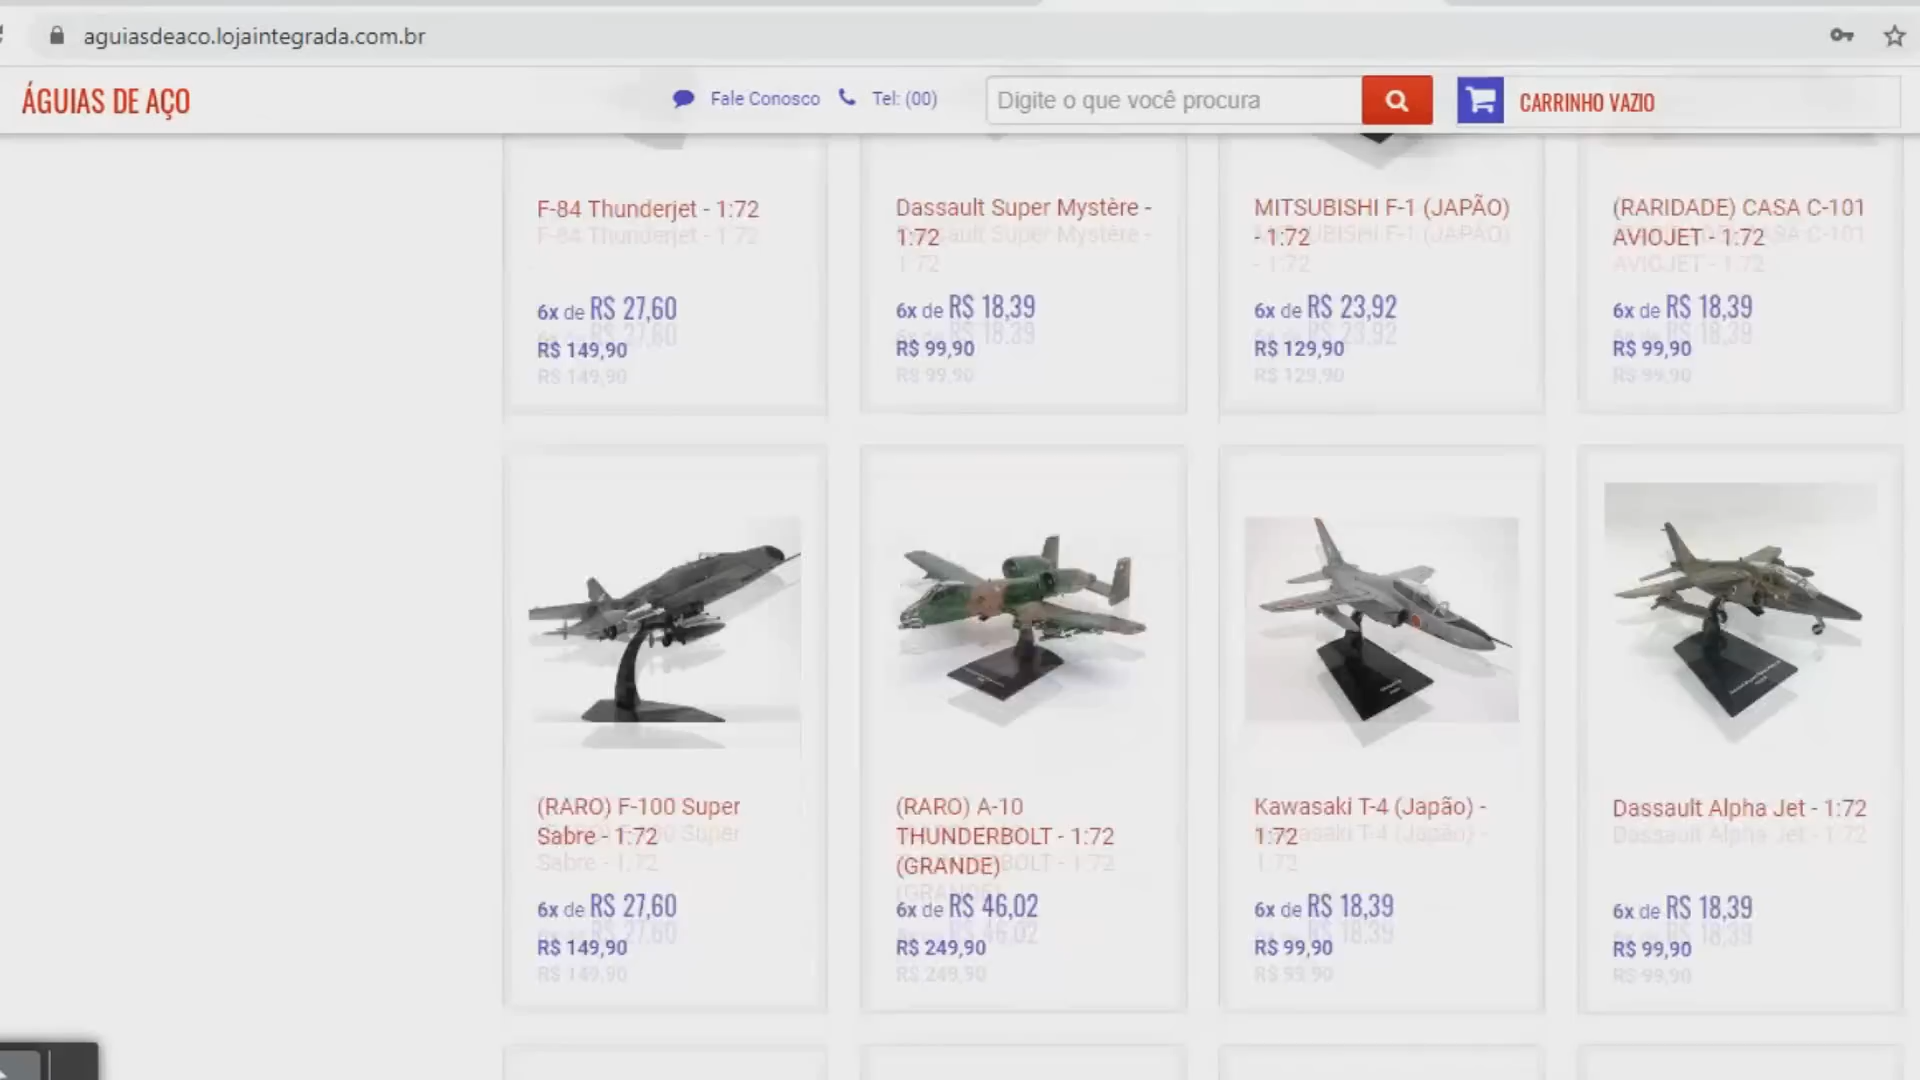 aguiasdeaco.lojaintegrada.com.br
ÁGUIAS DE AÇO
Fale Conosco
Tel: (00)
Digite o que você procura
CARRINHO VAZIO
F-84 Thunderjet - 1:72
6x de R$ 27,60
R$ 149,90
Dassault Super Mystère -
1:72
6x de R$ 18,39
R$ 99,90
MITSUBISHI F-1 (JAPÃO)
- 1:72
6x de R$ 23,92
R$ 129,90
(RARIDADE) CASA C-101
AVIOJET - 1:72
6x de R$ 18,39
R$ 99,90
(RARO) F-100 Super
Sabre - 1:72
6x de R$ 27,60
R$ 149,90
(RARO) A-10
THUNDERBOLT - 1:72
(GRANDE)
6x de R$ 46,02
R$ 249,90
Kawasaki T-4 (Japão) -
1:72
6x de R$ 18,39
R$ 99,90
Dassault Alpha Jet - 1:72
6x de R$ 18,39
R$ 99,90